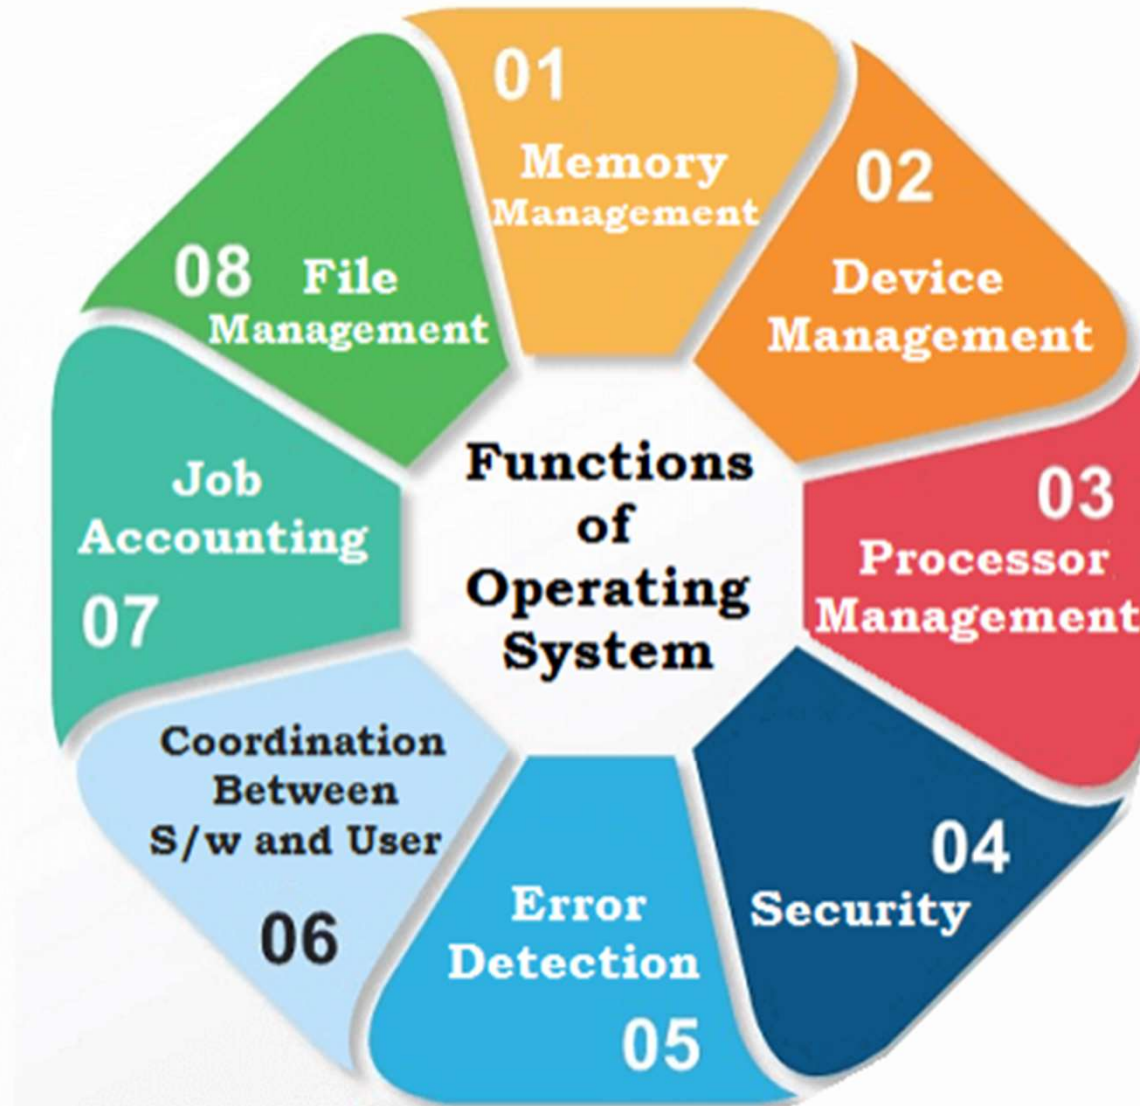 01
Memory
Management
02
Device
Management
03
Processor
Management
04
Security
Error
Detection
05
Coordination
Between
S/w and User
06
Job
Accounting
07
08 File
Management
Functions
of
Operating
System